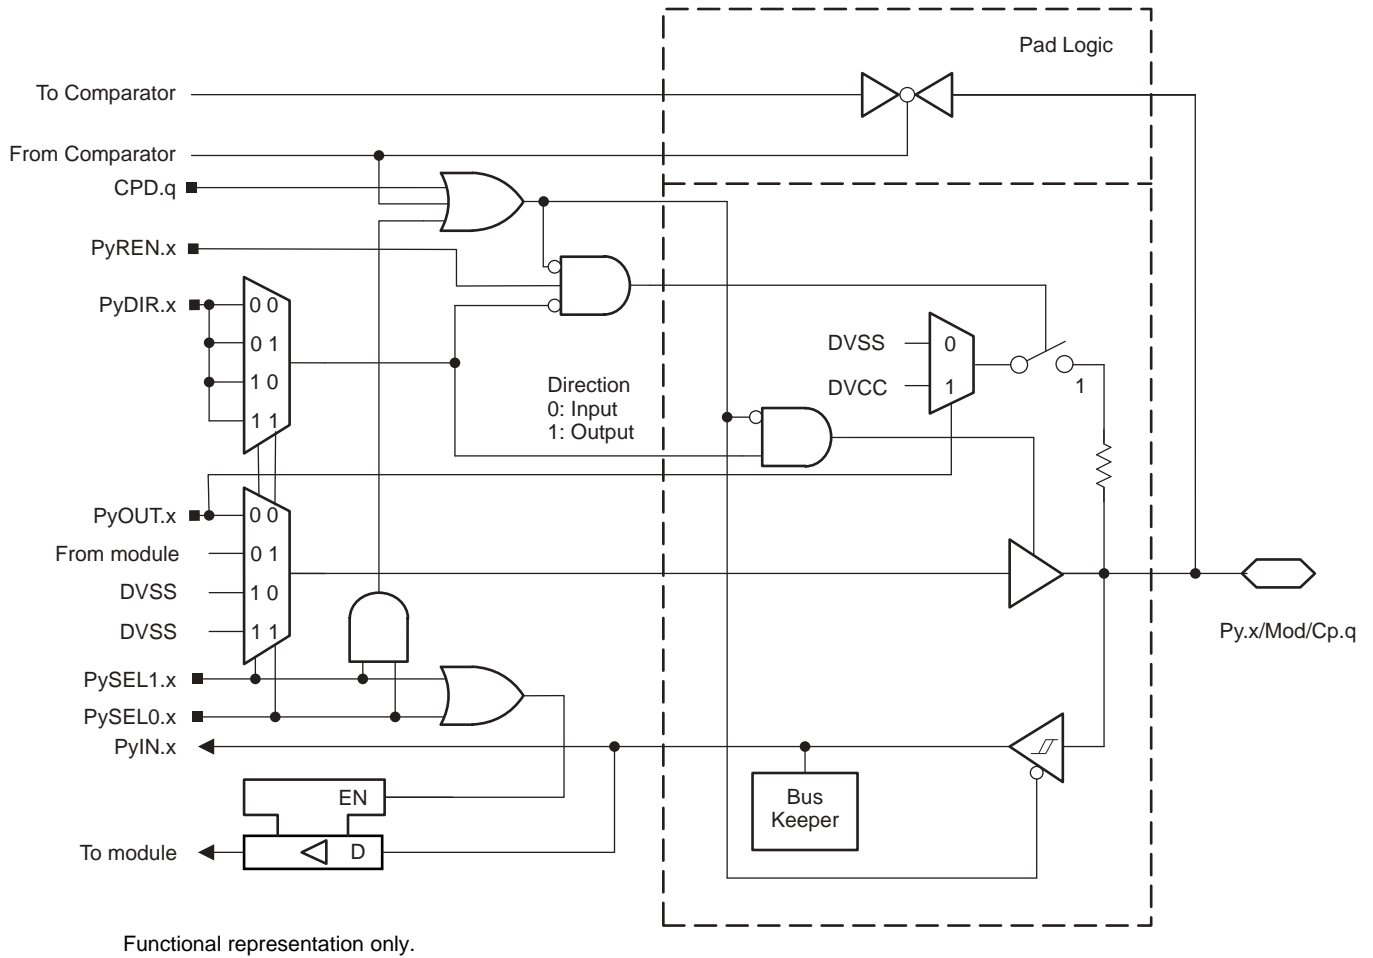 Pad Logic
To Comparator
From Comparator
CPD.q
PyREN.x
PyDIR.x
0 0
0 1
1 0
1 1
Direction
0: Input
1: Output
DVSS
0
DVCC
1
1
PyOUT.x
0 0
From module
0 1
DVSS
1 0
DVSS
1 1
Py.x/Mod/Cp.q
PySEL1.x
PySEL0.x
PyIN.x
EN
Bus
Keeper
To module
D
Functional representation only.